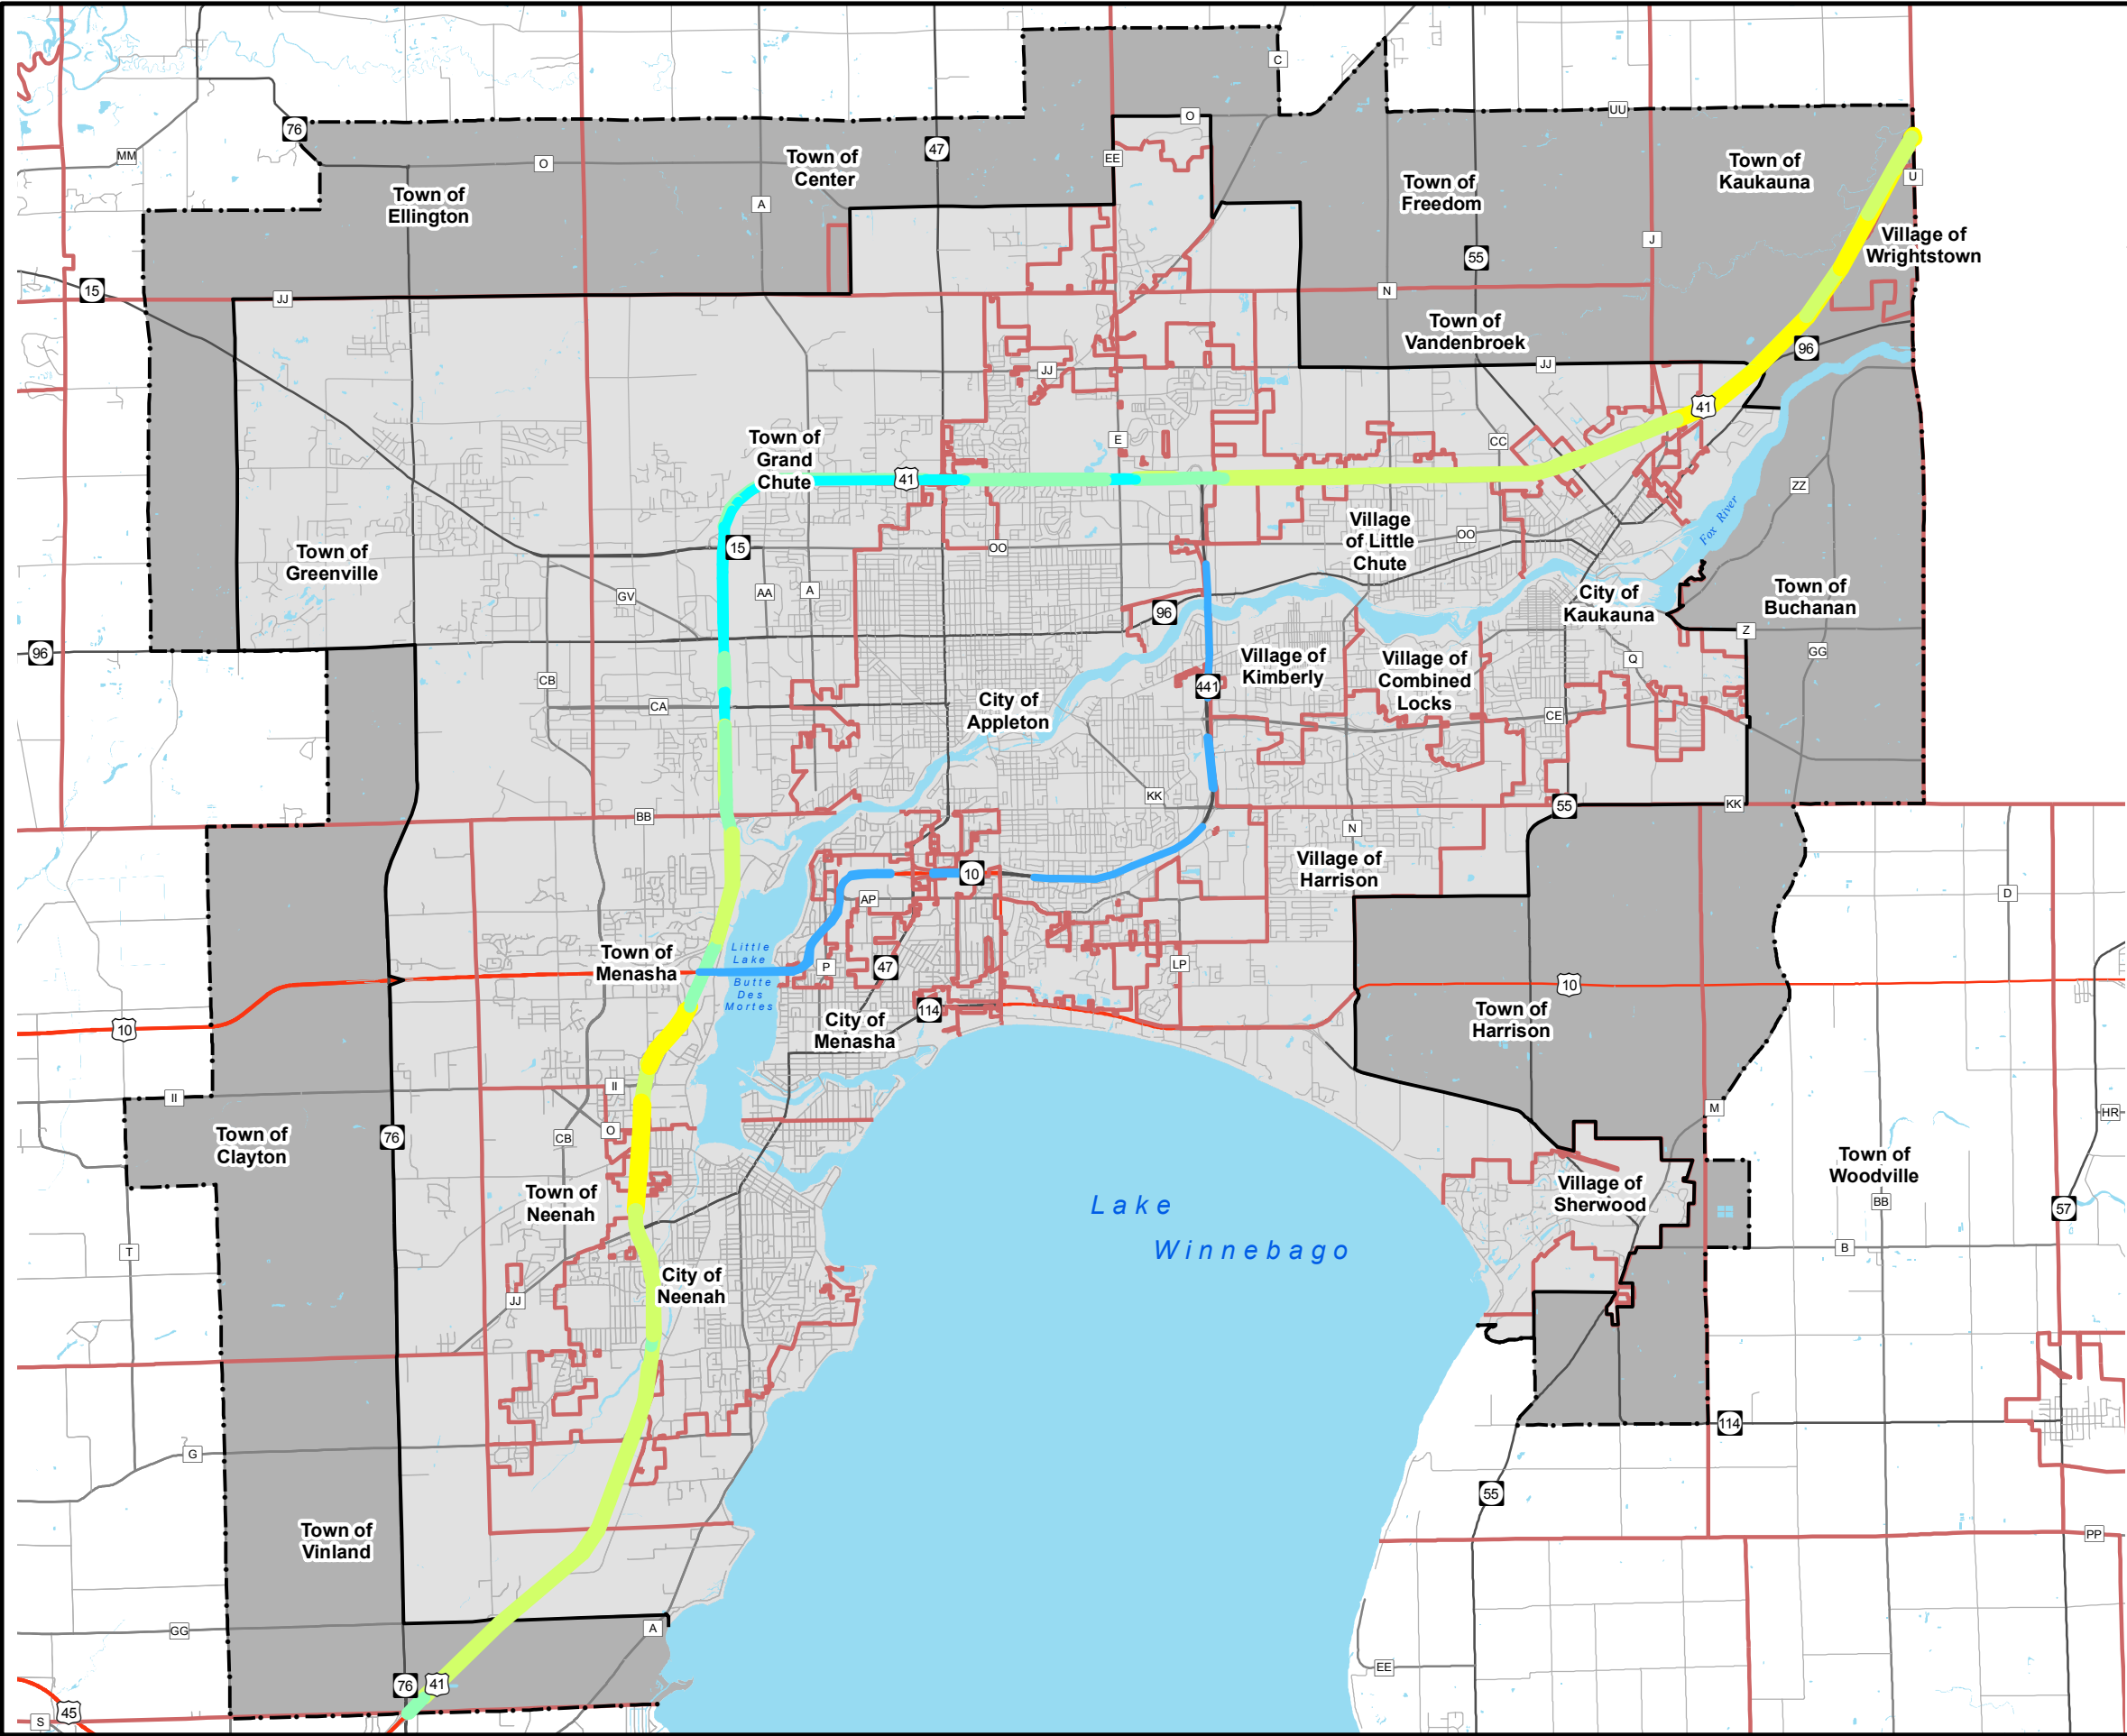 C
76
UU
O
47
MM
O
EE
Town of
Center
Town of
Kaukauna
Town of
Ellington
A
Town of
Freedom
U
J
Village of
Wrightstown
55
15
JJ
N
Town of
Vandenbroek
96
JJ
JJ
41
Town of
Grand
Chute
41
E
CC
ZZ
Fox River
Village
of Little
Chute
OO
15
OO
Town of
Greenville
AA
A
GV
City of
Kaukauna
Town of
Buchanan
96
Z
96
GG
Q
Village of
Kimberly
Village of
Combined
Locks
CB
441
City of
Appleton
CA
CE
KK
55
KK
BB
N
Village of
Harrison
10
AP
D
Town of
Menasha
Little
Lake
Butte
Des
Mortes
P
47
LP
10
114
Town of
Harrison
City of
Menasha
10
II
II
M
HR
76
CB
O
Town of
Clayton
Town of
Woodville
Town of
Neenah
Village of
Sherwood
BB
57
Lake
Winnebago
T
B
City of
Neenah
JJ
114
G
55
Town of
Vinland
PP
GG
A
EE
76
41
45
S